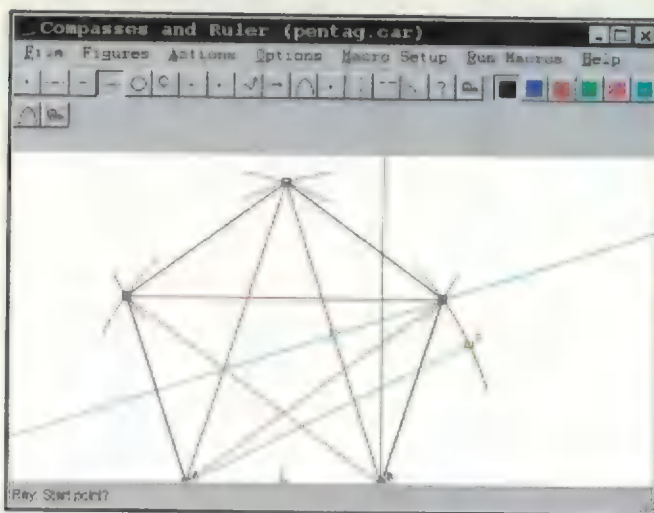 Compasses and Ruler (pentag.car)
File Figures Actions Options Macro Setup Run Macros Help
A
B
Ray: Start point?